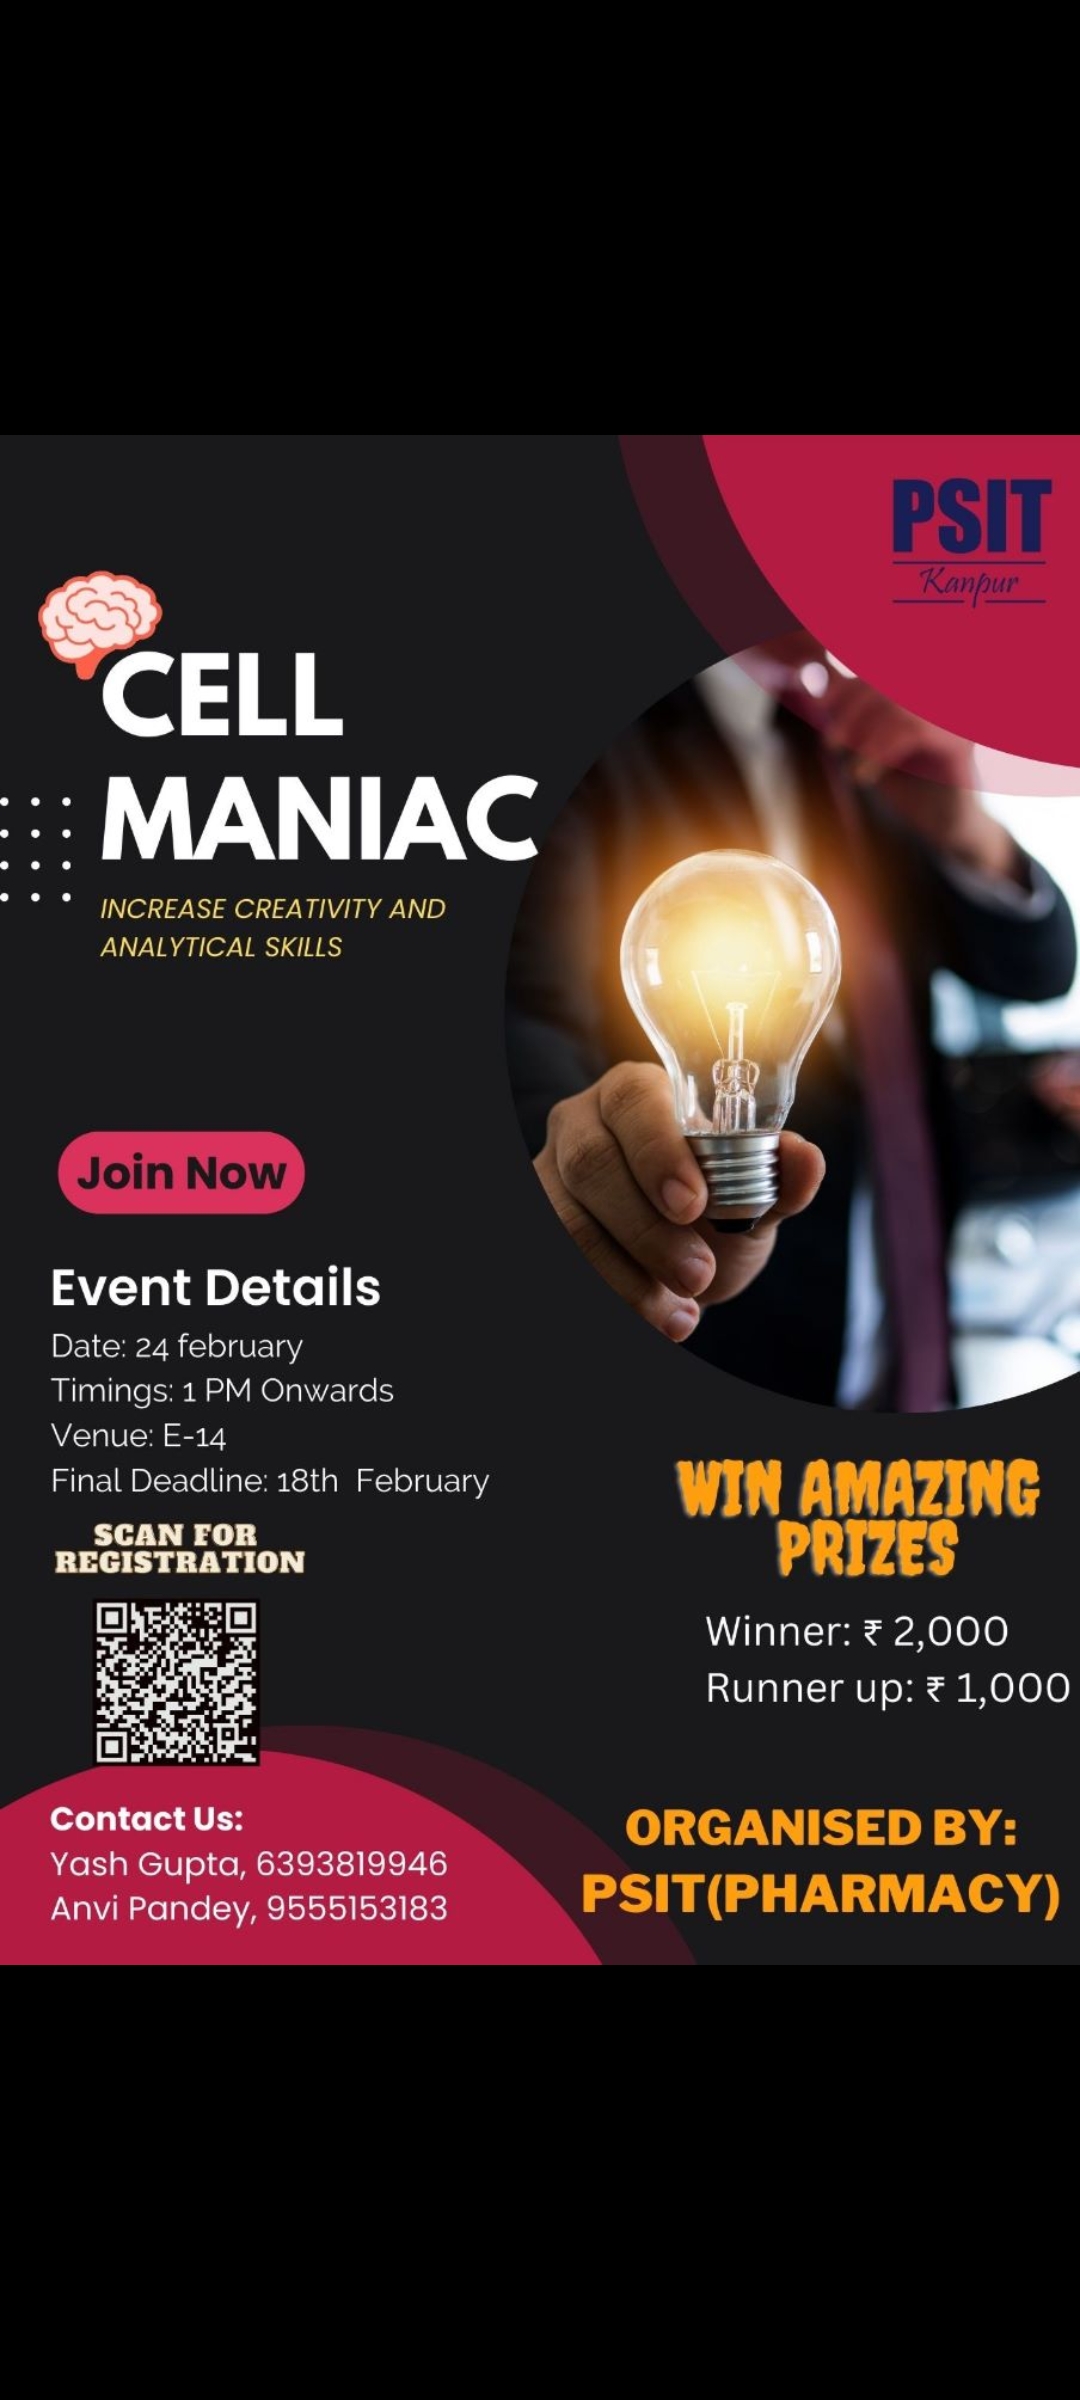 PSIT
Kanpur
CELL
MANIAC
INCREASE CREATIVITY AND
ANALYTICAL SKILLS
Join Now
Event Details
Date: 24 february
Timings: 1 PM Onwards
Venue: E-14
Final Deadline: 18th February
SCAN FOR
REGISTRATION
WIN AMAZING
PRIZES
Winner: ₹ 2,000
Runner up: ₹ 1,000
Contact Us:
Yash Gupta, 6393819946
Anvi Pandey, 9555153183
ORGANISED BY:
PSIT(PHARMACY)